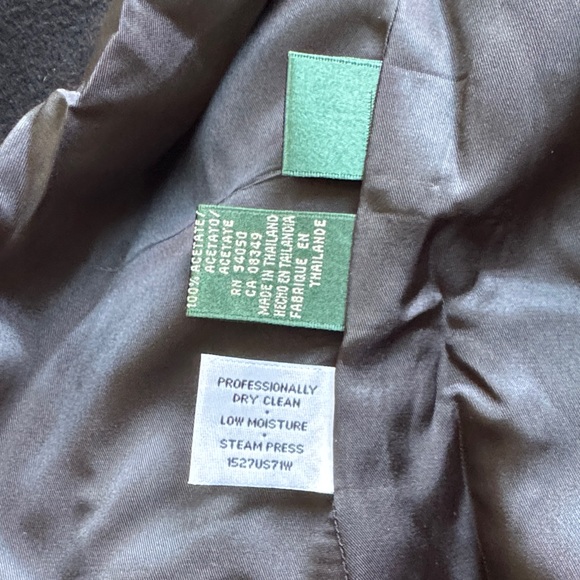 100% ACETATE/
ACETATO/
ACETATE
RN 54050
CA 08349
MADE IN THAILAND
HECHO EN TAILANDIA
FABRIQUE EN
THAILANDE
PROFESSIONALLY
DRY CLEAN
•
LOW MOISTURE
•
STEAM PRESS
1527US71W